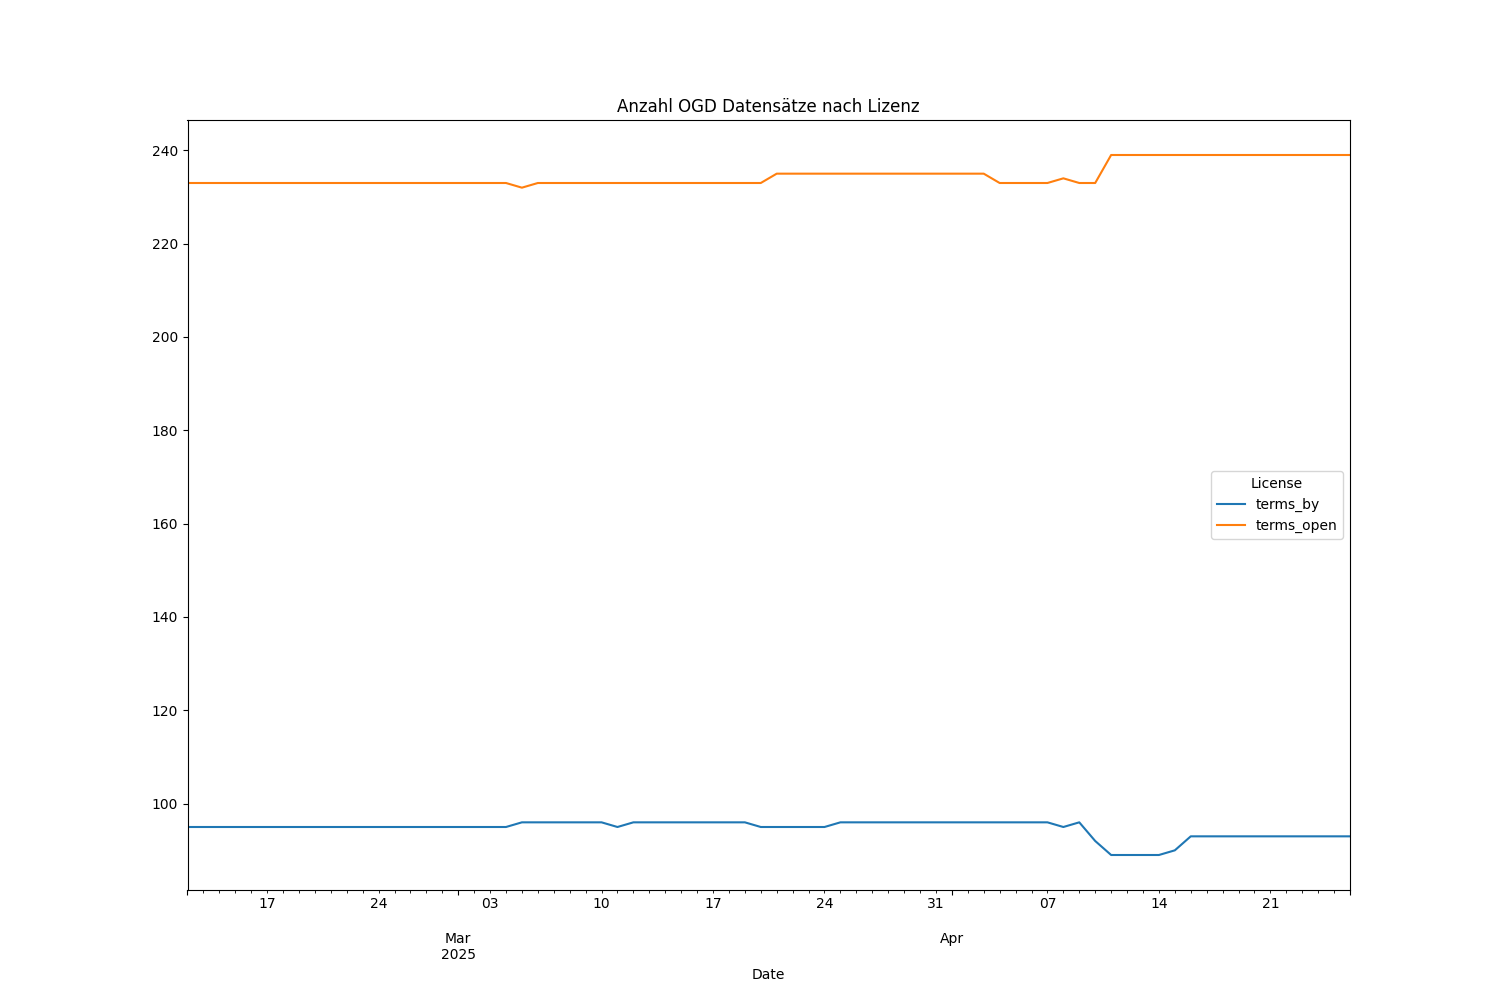 Anzahl OGD Datensätze nach Lizenz
240
220
200
180
160
140
120
100
License
terms_by
terms_open
17 24 03 10 17 24 31 07 14 21
Mar Apr
2025
Date